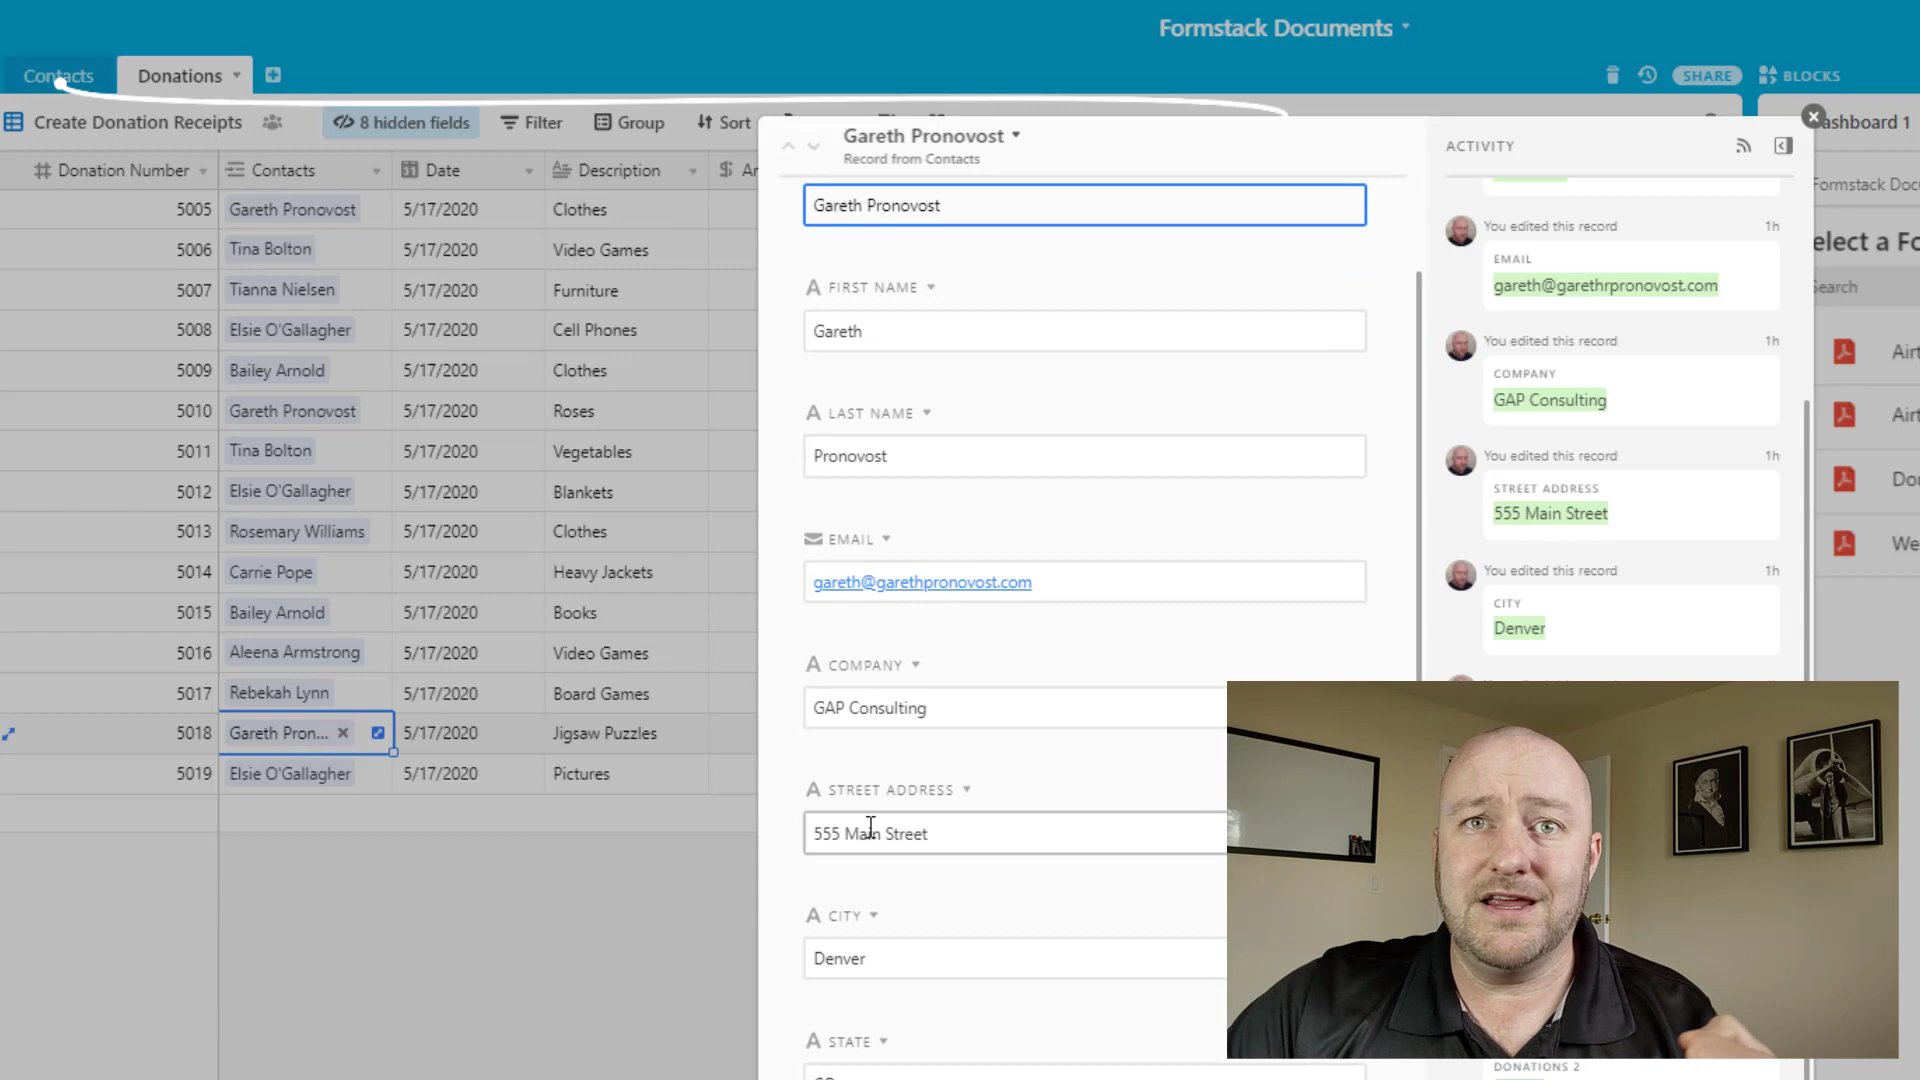 Formstack Documents
Contacts
Donations
SHARE
BLOCKS
Create Donation Receipts
8 hidden fields
Filter
Group
Sort
Dashboard 1
Donation Number
Contacts
Date
Description
5005 Gareth Pronovost 5/17/2020 Clothes
5006 Tina Bolton 5/17/2020 Video Games
5007 Tianna Nielsen 5/17/2020 Furniture
5008 Elsie O'Gallagher 5/17/2020 Cell Phones
5009 Bailey Arnold 5/17/2020 Clothes
5010 Gareth Pronovost 5/17/2020 Roses
5011 Tina Bolton 5/17/2020 Vegetables
5012 Elsie O'Gallagher 5/17/2020 Blankets
5013 Rosemary Williams 5/17/2020 Clothes
5014 Carrie Pope 5/17/2020 Heavy Jackets
5015 Bailey Arnold 5/17/2020 Books
5016 Aleena Armstrong 5/17/2020 Video Games
5017 Rebekah Lynn 5/17/2020 Board Games
5018 Gareth Pron... 5/17/2020 Jigsaw Puzzles
5019 Elsie O'Gallagher 5/17/2020 Pictures
Gareth Pronovost
Record from Contacts
Gareth Pronovost
FIRST NAME
Gareth
LAST NAME
Pronovost
EMAIL
gareth@garethpronovost.com
COMPANY
GAP Consulting
STREET ADDRESS
555 Main Street
CITY
Denver
STATE
ACTIVITY
You edited this record 1h
EMAIL
gareth@garethrpronovost.com
You edited this record 1h
COMPANY
GAP Consulting
You edited this record 1h
STREET ADDRESS
555 Main Street
You edited this record 1h
CITY
Denver
DONATIONS 2
Formstack Doc
elect a Fo
Search
Airt
Airt
Do
We